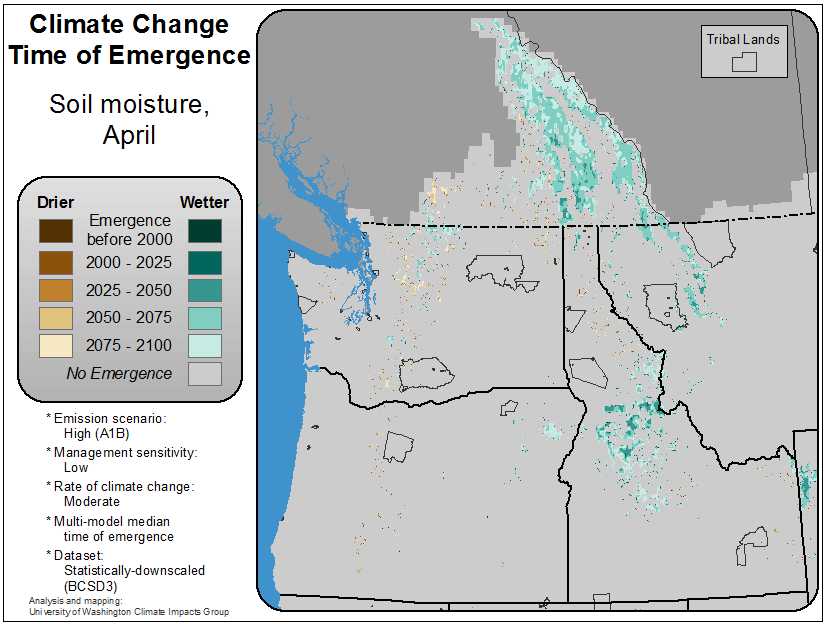 Climate Change
Time of Emergence
Soil moisture,
April
Drier
Wetter
Emergence
before 2000
2000 - 2025
2025 - 2050
2050 - 2075
2075 - 2100
No Emergence
* Emission scenario:
High (A1B)
* Management sensitivity:
Low
* Rate of climate change:
Moderate
* Multi-model median
time of emergence
* Dataset:
Statistically-downscaled
(BCSD3)
Analysis and mapping:
University of Washington Climate Impacts Group
Tribal Lands